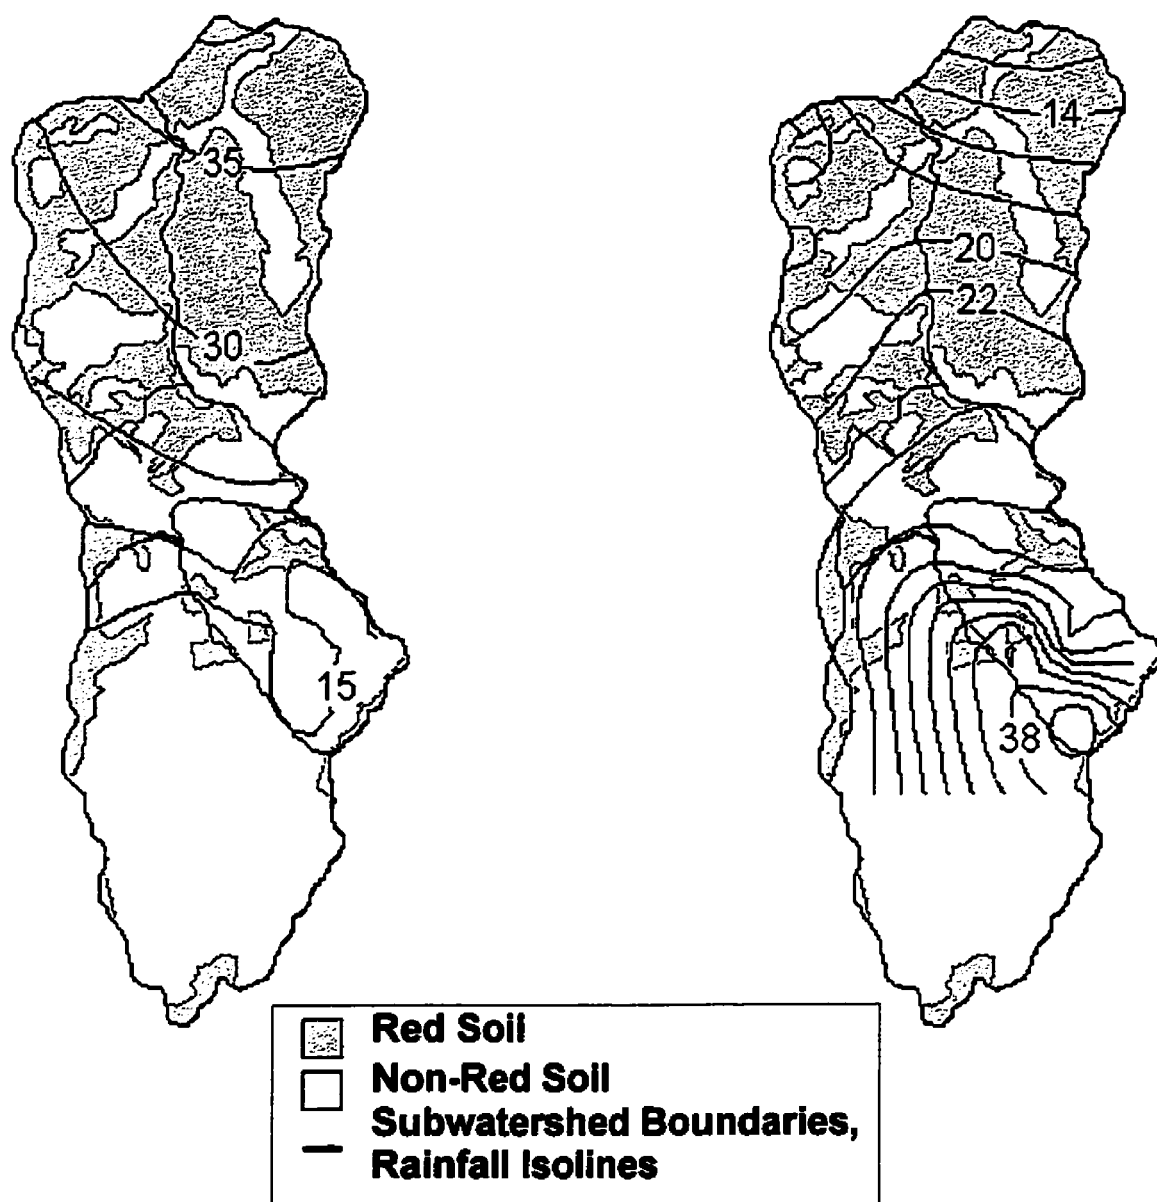 35
30
15
14
20
22
38
Red Soil
Non-Red Soil
Subwatershed Boundaries,
Rainfall Isolines